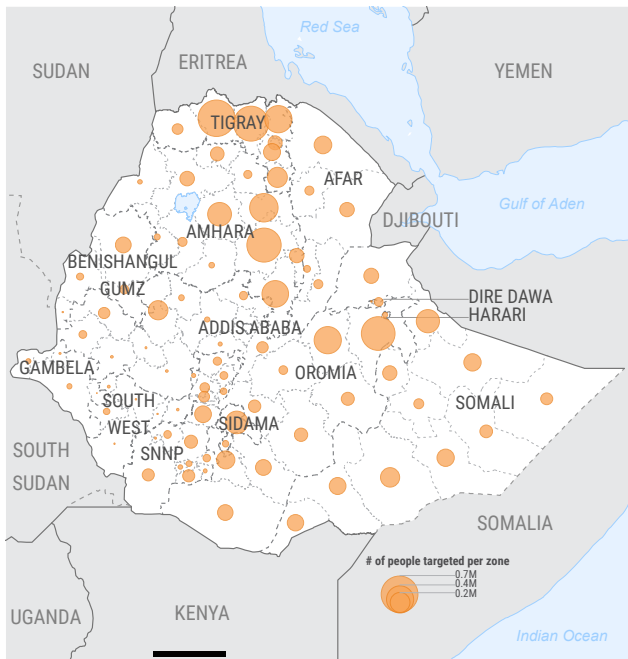 Red Sea
SUDAN
ERITREA
YEMEN
TIGRAY
AFAR
Gulf of Aden
DJIBOUTI
AMHARA
BENISHANGUL
GUMZ
DIRE DAWA
HARARI
ADDIS ABABA
GAMBELA
OROMIA
SOUTH
WEST
SOMALI
SIDAMA
SNNP
SOUTH
SUDAN
SOMALIA
# of people targeted per zone
0.7M
0.4M
0.2M
UGANDA
KENYA
Indian Ocean